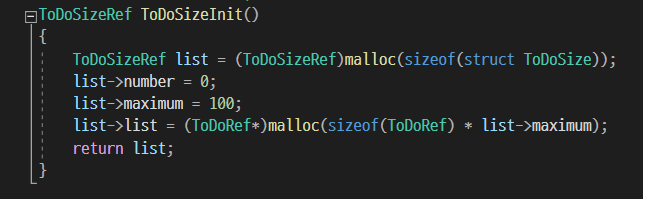 ToDoSizeRef ToDoSizeInit()
{
ToDoSizeRef list = (ToDoSizeRef)malloc(sizeof(struct ToDoSize));
list->number = 0;
list->maximum = 100;
list->list = (ToDoRef*)malloc(sizeof(ToDoRef) * list->maximum);
return list;
}